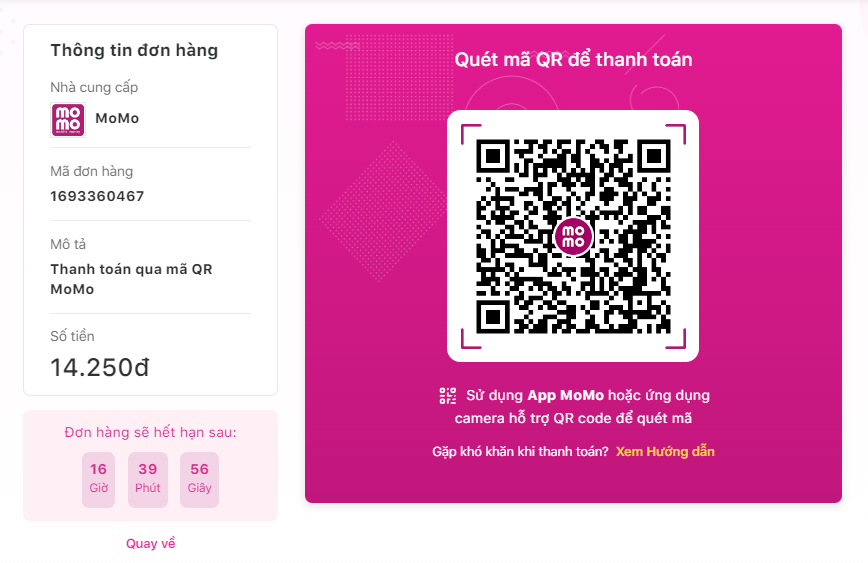 Thông tin đơn hàng
Nhà cung cấp
mo
mo
MoMo
Mã đơn hàng
1693360467
Mô tả
Thanh toán qua mã QR
MoMo
Số tiền
14.250đ
Đơn hàng sẽ hết hạn sau:
16 39 56
Giờ Phút Giây
Quay về
Quét mã QR để thanh toán
mo
mo
Sử dụng App MoMo hoặc ứng dụng
camera hỗ trợ QR code để quét mã
Gặp khó khăn khi thanh toán? Xem Hướng dẫn